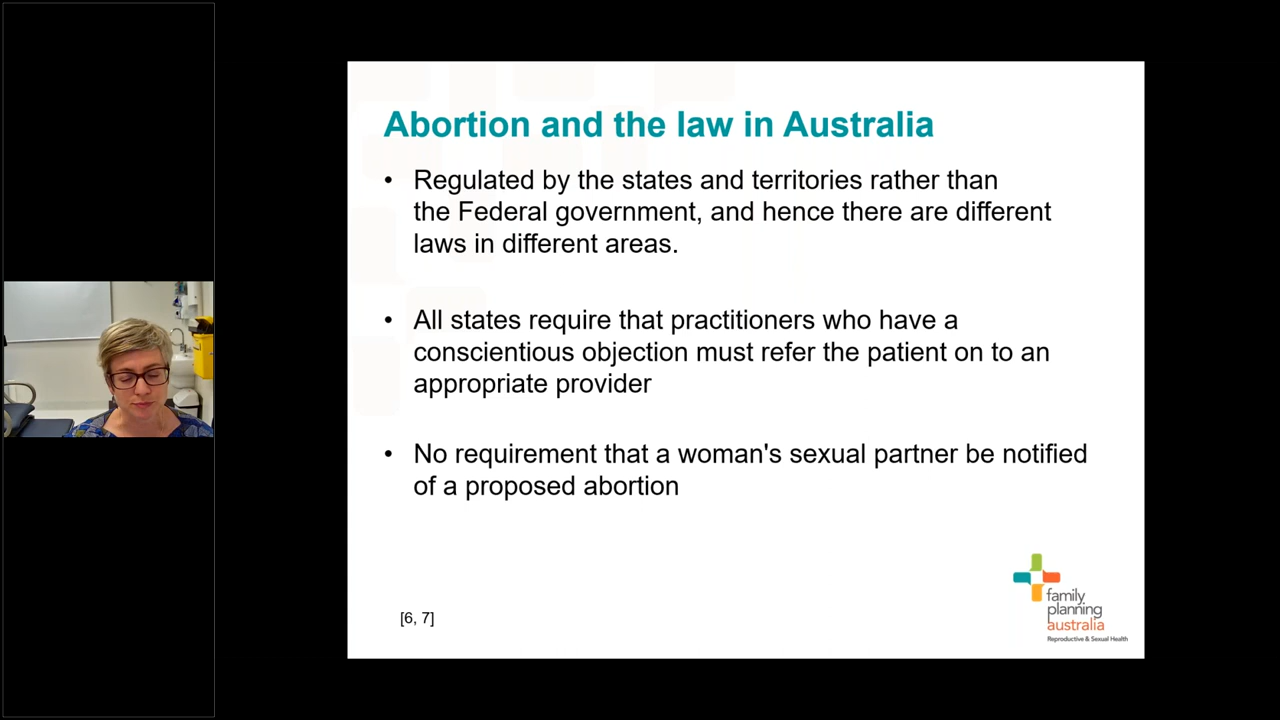 Abortion and the law in Australia
• Regulated by the states and territories rather than
the Federal government, and hence there are different
laws in different areas.
• All states require that practitioners who have a
conscientious objection must refer the patient on to an
appropriate provider
• No requirement that a woman's sexual partner be notified
of a proposed abortion
[6, 7]
family
planning
australia
Reproductive & Sexual Health